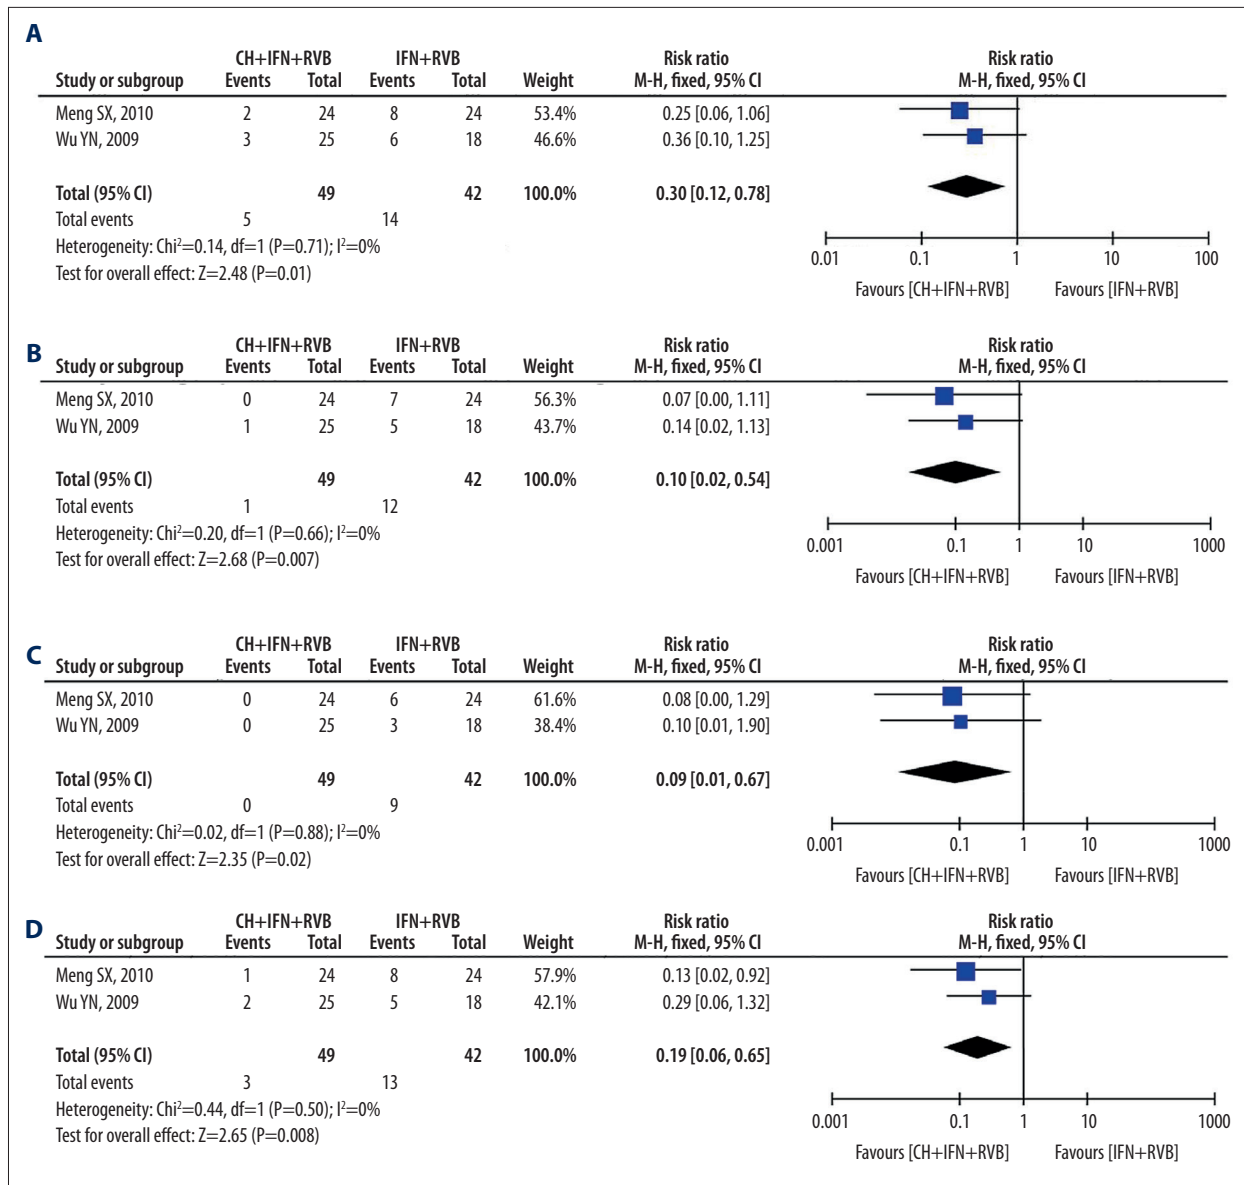 A
CH+IFN+RVB IFN+RVB Risk ratio Risk ratio
Study or subgroup Events Total Events Total Weight M-H, fixed, 95% CI M-H, fixed, 95% CI
Meng SX, 2010 2 24 8 24 53.4% 0.25 [0.06, 1.06]
Wu YN, 2009 3 25 6 18 46.6% 0.36 [0.10, 1.25]
Total (95% CI) 49 42 100.0% 0.30 [0.12, 0.78]
Total events 5 14
Heterogeneity: Chi²=0.14, df=1 (P=0.71); I²=0%
Test for overall effect: Z=2.48 (P=0.01)
0.01 0.1 1 10 100
Favours [CH+IFN+RVB] Favours [IFN+RVB]
B
CH+IFN+RVB IFN+RVB Risk ratio Risk ratio
Study or subgroup Events Total Events Total Weight M-H, fixed, 95% CI M-H, fixed, 95% CI
Meng SX, 2010 0 24 7 24 56.3% 0.07 [0.00, 1.11]
Wu YN, 2009 1 25 5 18 43.7% 0.14 [0.02, 1.13]
Total (95% CI) 49 42 100.0% 0.10 [0.02, 0.54]
Total events 1 12
Heterogeneity: Chi²=0.20, df=1 (P=0.66); I²=0%
Test for overall effect: Z=2.68 (P=0.007)
0.001 0.1 1 10 1000
Favours [CH+IFN+RVB] Favours [IFN+RVB]
C
CH+IFN+RVB IFN+RVB Risk ratio Risk ratio
Study or subgroup Events Total Events Total Weight M-H, fixed, 95% CI M-H, fixed, 95% CI
Meng SX, 2010 0 24 6 24 61.6% 0.08 [0.00, 1.29]
Wu YN, 2009 0 25 3 18 38.4% 0.10 [0.01, 1.90]
Total (95% CI) 49 42 100.0% 0.09 [0.01, 0.67]
Total events 0 9
Heterogeneity: Chi²=0.02, df=1 (P=0.88); I²=0%
Test for overall effect: Z=2.35 (P=0.02)
0.001 0.1 1 10 1000
Favours [CH+IFN+RVB] Favours [IFN+RVB]
D
CH+IFN+RVB IFN+RVB Risk ratio Risk ratio
Study or subgroup Events Total Events Total Weight M-H, fixed, 95% CI M-H, fixed, 95% CI
Meng SX, 2010 1 24 8 24 57.9% 0.13 [0.02, 0.92]
Wu YN, 2009 2 25 5 18 42.1% 0.29 [0.06, 1.32]
Total (95% CI) 49 42 100.0% 0.19 [0.06, 0.65]
Total events 3 13
Heterogeneity: Chi²=0.44, df=1 (P=0.50); I²=0%
Test for overall effect: Z=2.65 (P=0.008)
0.001 0.1 1 10 1000
Favours [CH+IFN+RVB] Favours [IFN+RVB]